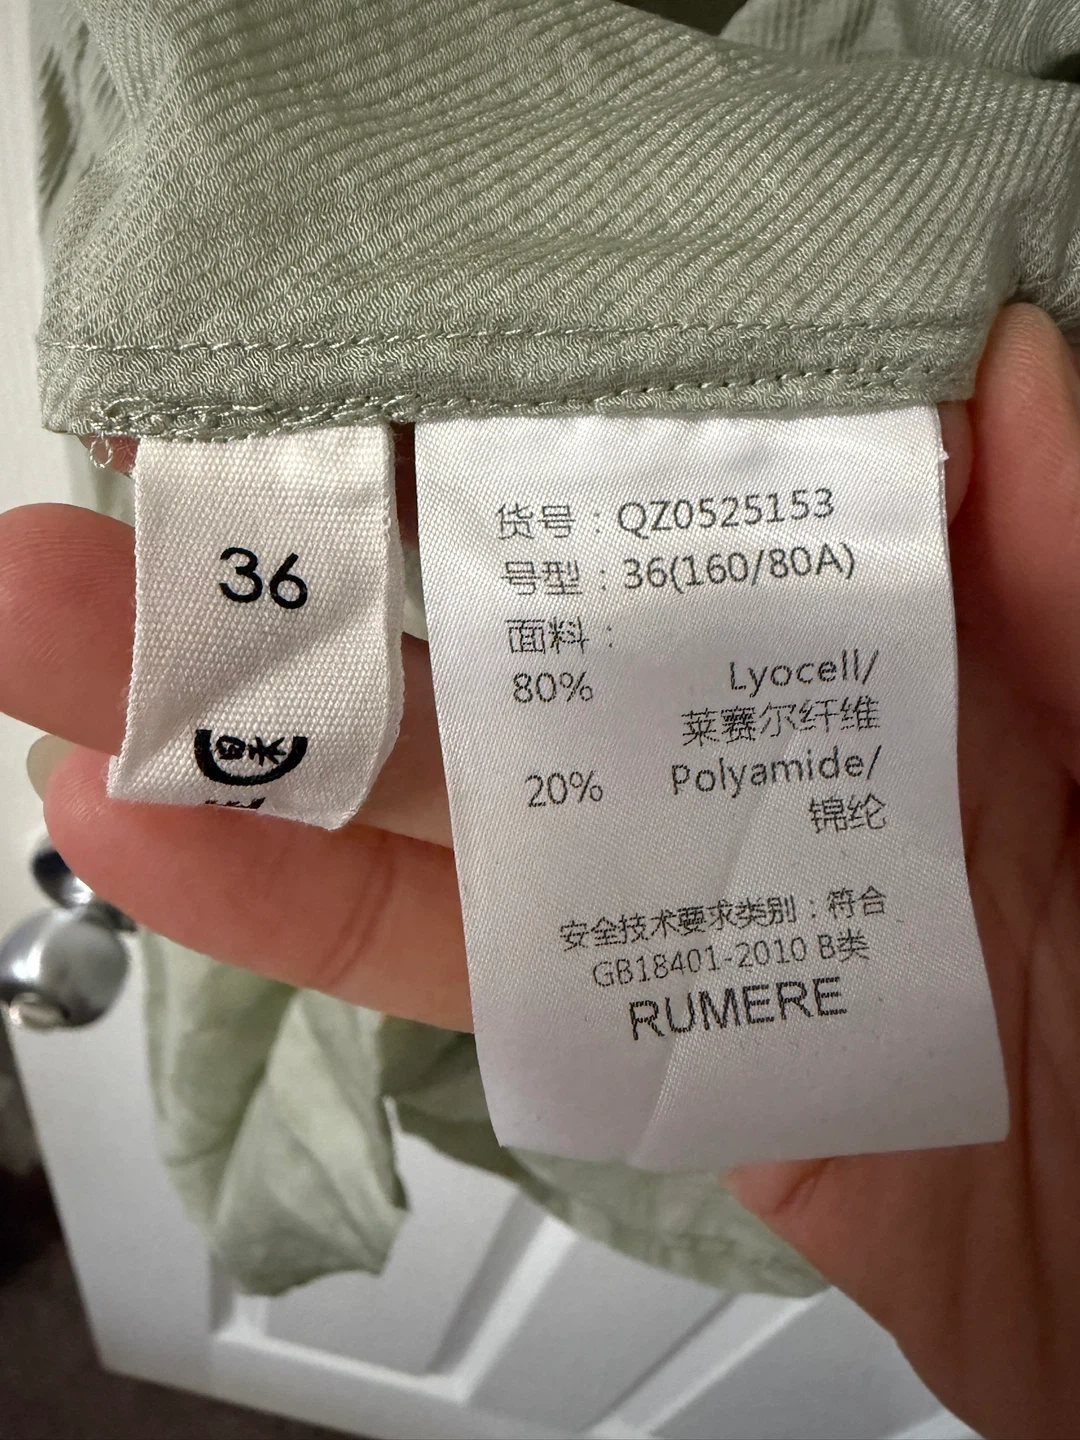 36
货号：QZ0525153
号型：36(160/80A)
面料：
80% Lyocell/
莱赛尔纤维
20% Polyamide/
锦纶
安全技术要求类别：符合
GB18401-2010 B类
RUMERE